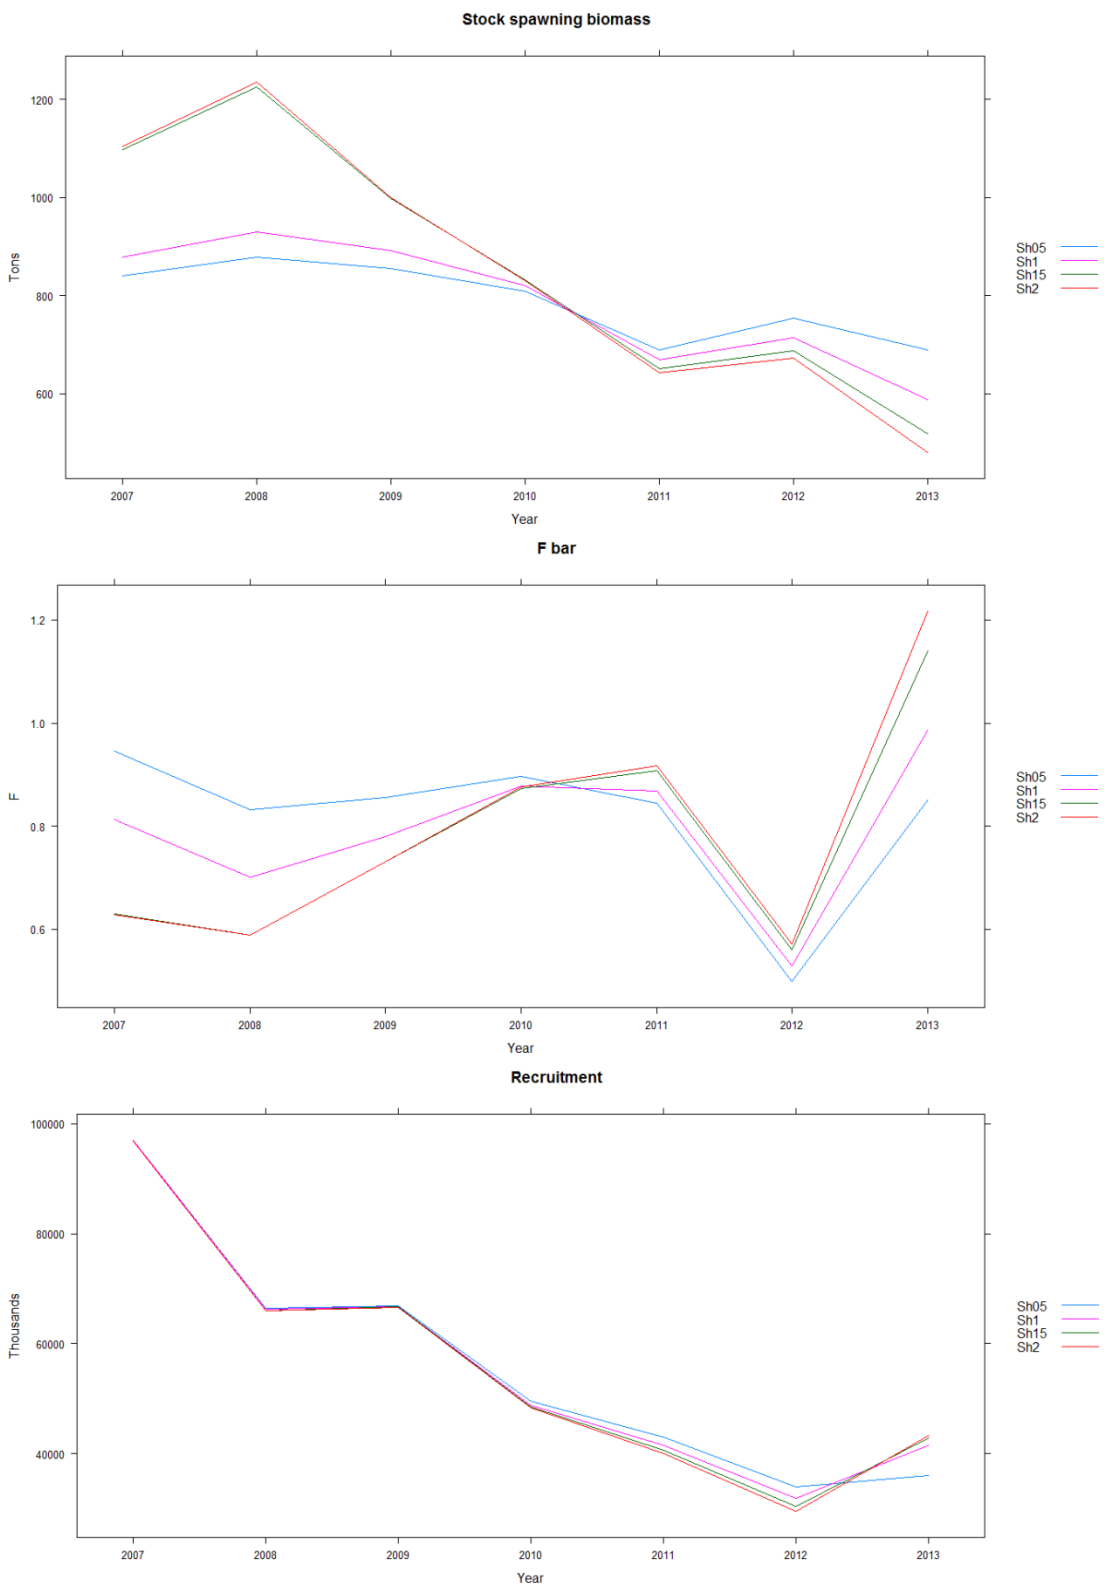 Stock spawning biomass
1200
1000
800
600
Tons
2007 2008 2009 2010 2011 2012 2013
Year
Sh05
Sh1
Sh15
Sh2
F bar
1.2
1.0
0.8
0.6
F
2007 2008 2009 2010 2011 2012 2013
Year
Sh05
Sh1
Sh15
Sh2
Recruitment
100000
80000
60000
40000
Thousands
2007 2008 2009 2010 2011 2012 2013
Year
Sh05
Sh1
Sh15
Sh2